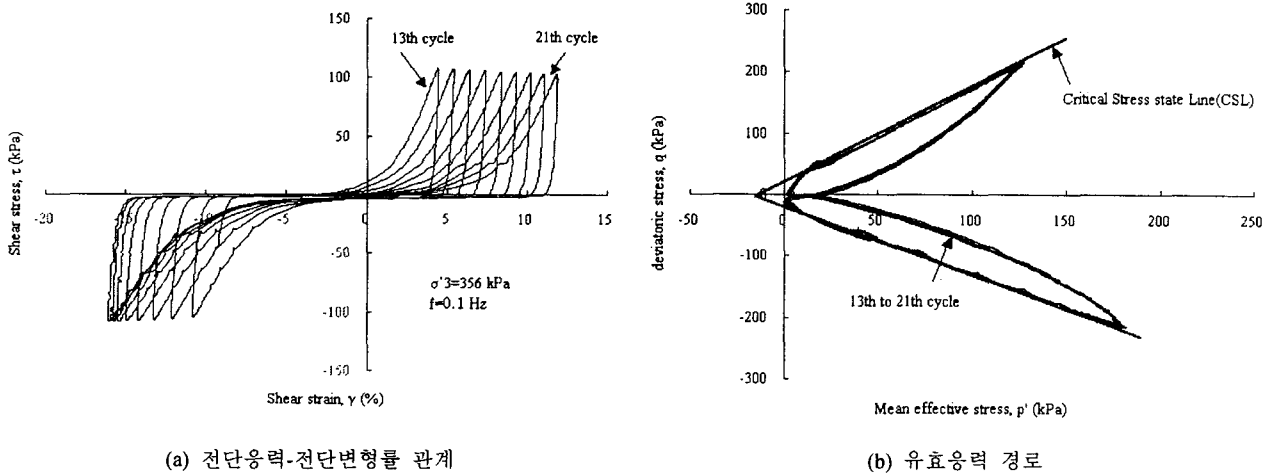 150
13th cycle
21th cycle
100
50
0
-20
-10
-5
0
5
10
15
-50
-100
-150
σ'3=356 kPa
f=0.1 Hz
Shear stress, τ (kPa)
Shear strain, γ (%)
(a) 전단응력-전단변형률 관계
300
200
Critical Stress state Line(CSL)
100
0
-50
0
50
100
150
200
250
-100
13th to 21th cycle
-200
-300
deviatoric stress, q (kPa)
Mean effective stress, p' (kPa)
(b) 유효응력 경로